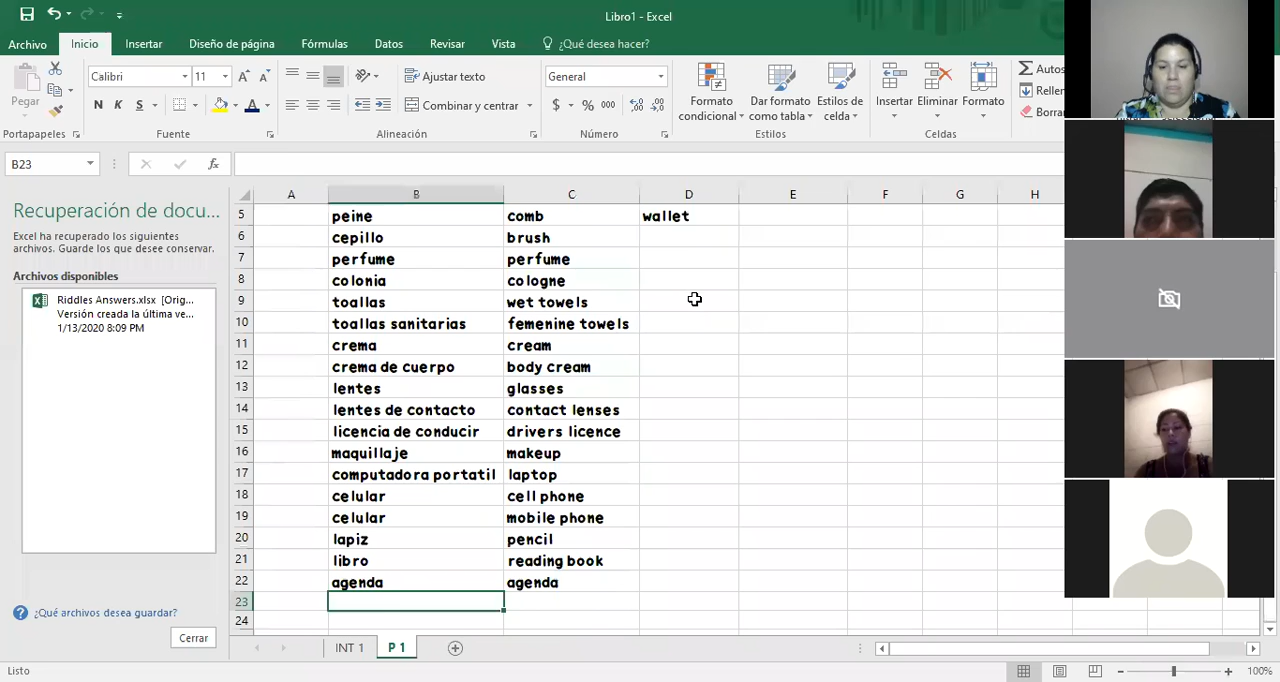 Libro1 - Excel
Archivo Inicio Insertar Diseño de página Fórmulas Datos Revisar Vista ¿Qué desea hacer?
Pegar
Calibri 11
N K S
Ajustar texto
Combinar y centrar
General
$ % 000
Formato condicional
Dar formato como tabla
Estilos de celda
Insertar Eliminar Formato
Autos
Rellen
Borra
Portapapeles Fuente Alineación Número Estilos Celdas
B23 fx
Recuperación de docu...
Excel ha recuperado los siguientes
archivos. Guarde los que desee conservar.
Archivos disponibles
Riddles Answers.xlsx [Orig...
Versión creada la última ve...
1/13/2020 8:09 PM
¿Qué archivos desea guardar?
Cerrar
A B C D E F G H
5 peine comb wallet
6 cepillo brush
7 perfume perfume
8 colonia cologne
9 toallas wet towels
10 toallas sanitarias femenine towels
11 crema cream
12 crema de cuerpo body cream
13 lentes glasses
14 lentes de contacto contact lenses
15 licencia de conducir drivers licence
16 maquillaje makeup
17 computadora portatil laptop
18 celular cell phone
19 celular mobile phone
20 lapiz pencil
21 libro reading book
22 agenda agenda
23
24
INT 1 P 1
Listo
100%